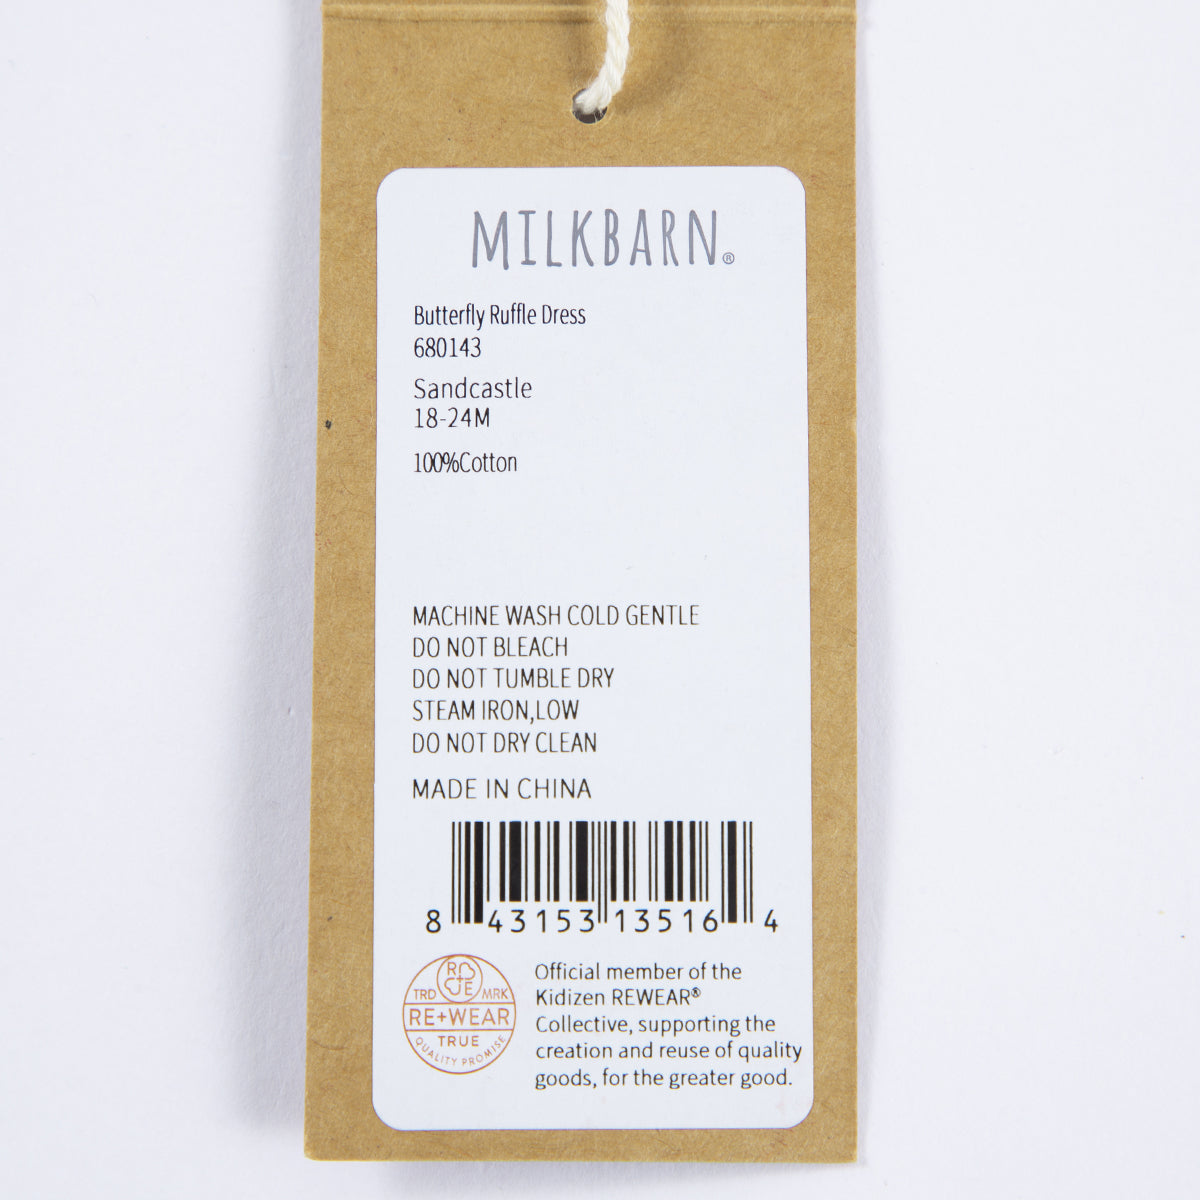 MILKBARN®
Butterfly Ruffle Dress
680143
Sandcastle
18-24M
100%Cotton
MACHINE WASH COLD GENTLE
DO NOT BLEACH
DO NOT TUMBLE DRY
STEAM IRON,LOW
DO NOT DRY CLEAN
MADE IN CHINA
8 43153 13516 4
R
JE
TRD MRK
RE+WEAR
TRUE
QUALITY PROMISE
Official member of the
Kidizen REWEAR®
Collective, supporting the
creation and reuse of quality
goods, for the greater good.